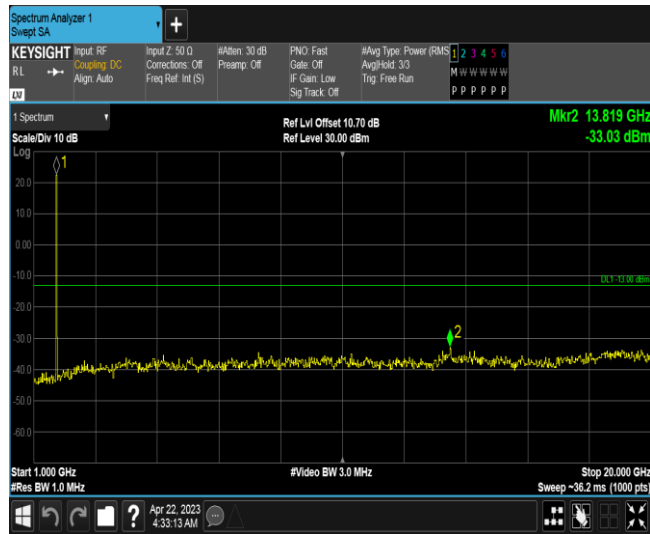 Spectrum Analyzer 1
Swept SA
+
KEYSIGHT
RL
LXI
Input: RF
Coupling: DC
Align: Auto
Input Z: 50 Ω
Corrections: Off
Freq Ref: Int (S)
#Atten: 30 dB
Preamp: Off
PNO: Fast
Gate: Off
IF Gain: Low
Sig Track: Off
#Avg Type: Power (RMS
Avg|Hold: 3/3
Trig: Free Run
1 2 3 4 5 6
M W W W W W
P P P P P P
1 Spectrum
Scale/Div 10 dB
Ref Lvl Offset 10.70 dB
Ref Level 30.00 dBm
Mkr2 13.819 GHz
-33.03 dBm
Log
1
20.0
10.0
0.00
-10.0
DL1 -13.00 dBm
-20.0
-30.0
2
-40.0
-50.0
-60.0
Start 1.000 GHz
#Video BW 3.0 MHz
Stop 20.000 GHz
#Res BW 1.0 MHz
Sweep ~36.2 ms (1000 pts)
?
Apr 22, 2023
4:33:13 AM